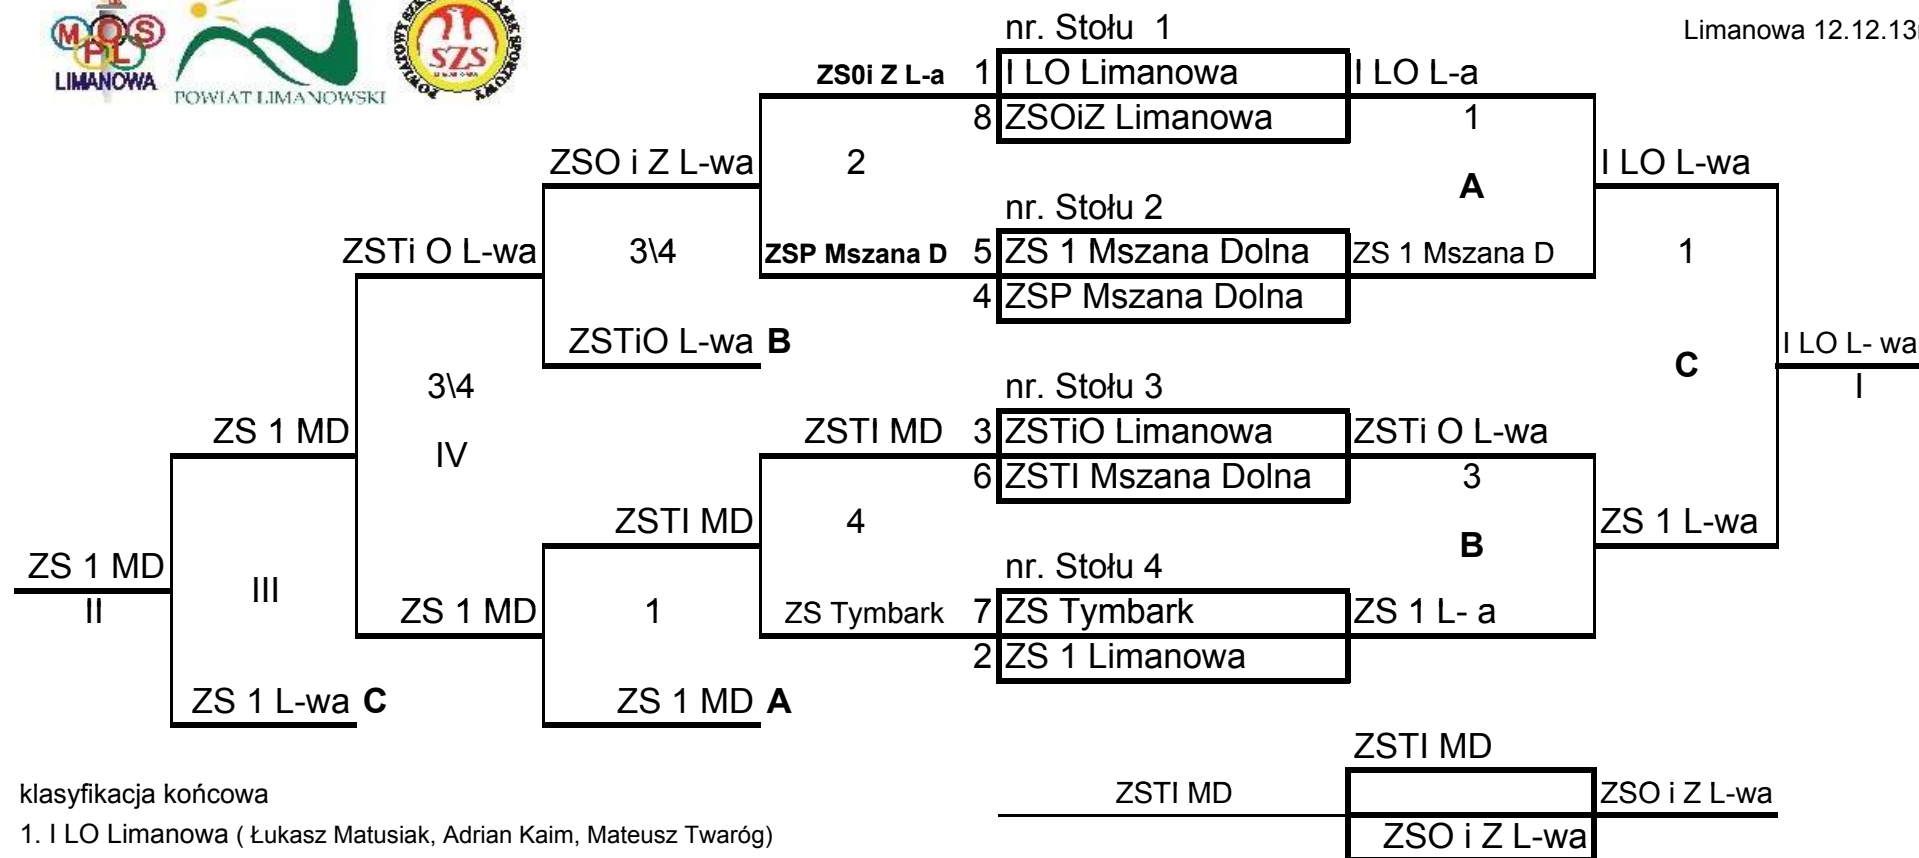 MOS
PL
LIMANOWA
POWIAT LIMANOWSKI
SZS
nr. Stołu 1
Limanowa 12.12.13
ZS0i Z L-a 1 I LO Limanowa I LO L-a
8 ZSOiZ Limanowa 1
ZSO i Z L-wa 2 A I LO L-wa
nr. Stołu 2
ZSTi O L-wa 3\4 ZSP Mszana D 5 ZS 1 Mszana Dolna ZS 1 Mszana D 1
4 ZSP Mszana Dolna
ZSTiO L-wa B I LO L- wa
C
3\4 nr. Stołu 3 I
ZS 1 MD ZSTI MD 3 ZSTiO Limanowa ZSTi O L-wa
IV 6 ZSTI Mszana Dolna 3
ZSTI MD 4 B ZS 1 L-wa
nr. Stołu 4
ZS 1 MD III
II ZS 1 MD 1 ZS Tymbark 7 ZS Tymbark ZS 1 L- a
2 ZS 1 Limanowa
ZS 1 L-wa C ZS 1 MD A
ZSTI MD
klasyfikacja końcowa ZSTI MD ZSO i Z L-wa
1. I LO Limanowa ( Łukasz Matusiak, Adrian Kaim, Mateusz Twaróg) ZSO i Z L-wa